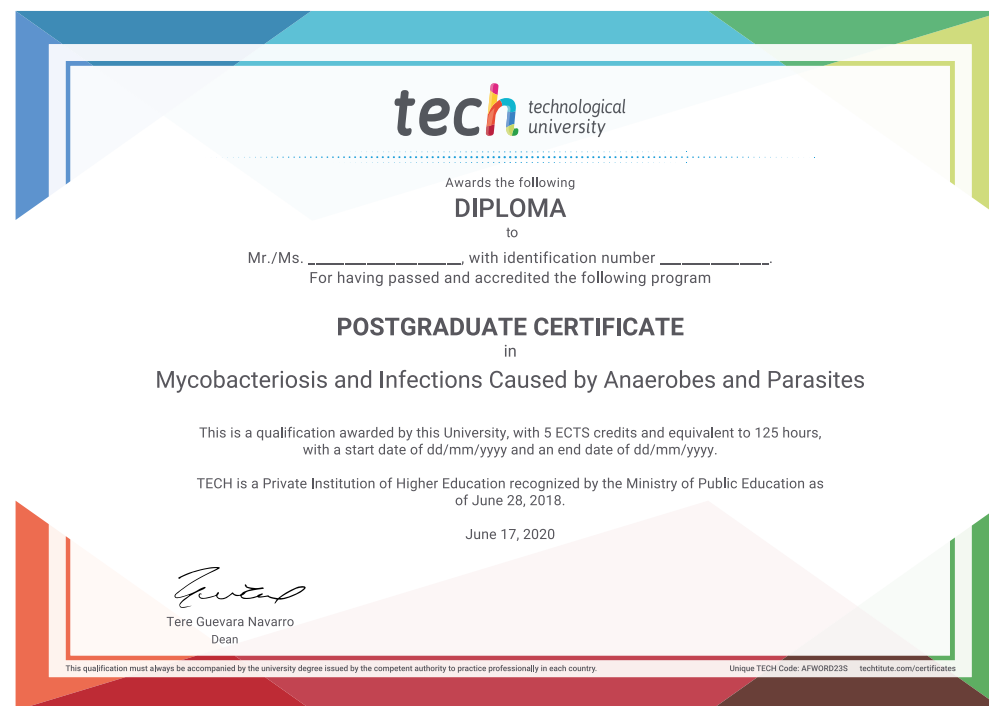 tech technological
university
Awards the following
DIPLOMA
to
Mr./Ms. ____________________, with identification number ______________.
For having passed and accredited the following program
POSTGRADUATE CERTIFICATE
in
Mycobacteriosis and Infections Caused by Anaerobes and Parasites
This is a qualification awarded by this University, with 5 ECTS credits and equivalent to 125 hours,
with a start date of dd/mm/yyyy and an end date of dd/mm/yyyy.
TECH is a Private Institution of Higher Education recognized by the Ministry of Public Education as
of June 28, 2018.
June 17, 2020
Tere Guevara Navarro
Dean
This qualification must always be accompanied by the university degree issued by the competent authority to practice professionally in each country.
Unique TECH Code: AFWORD23S techtitute.com/certificates